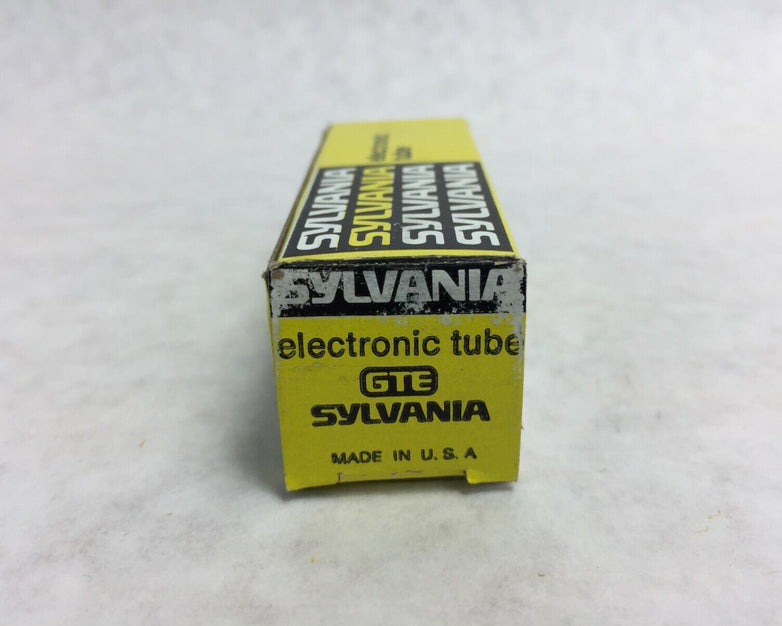 electronic
tube
SYLVANIA
SYLVANIA
SYLVANIA
SYLVANIA
SYLVANIA
electronic tube
GTE
SYLVANIA
MADE IN U. S. A